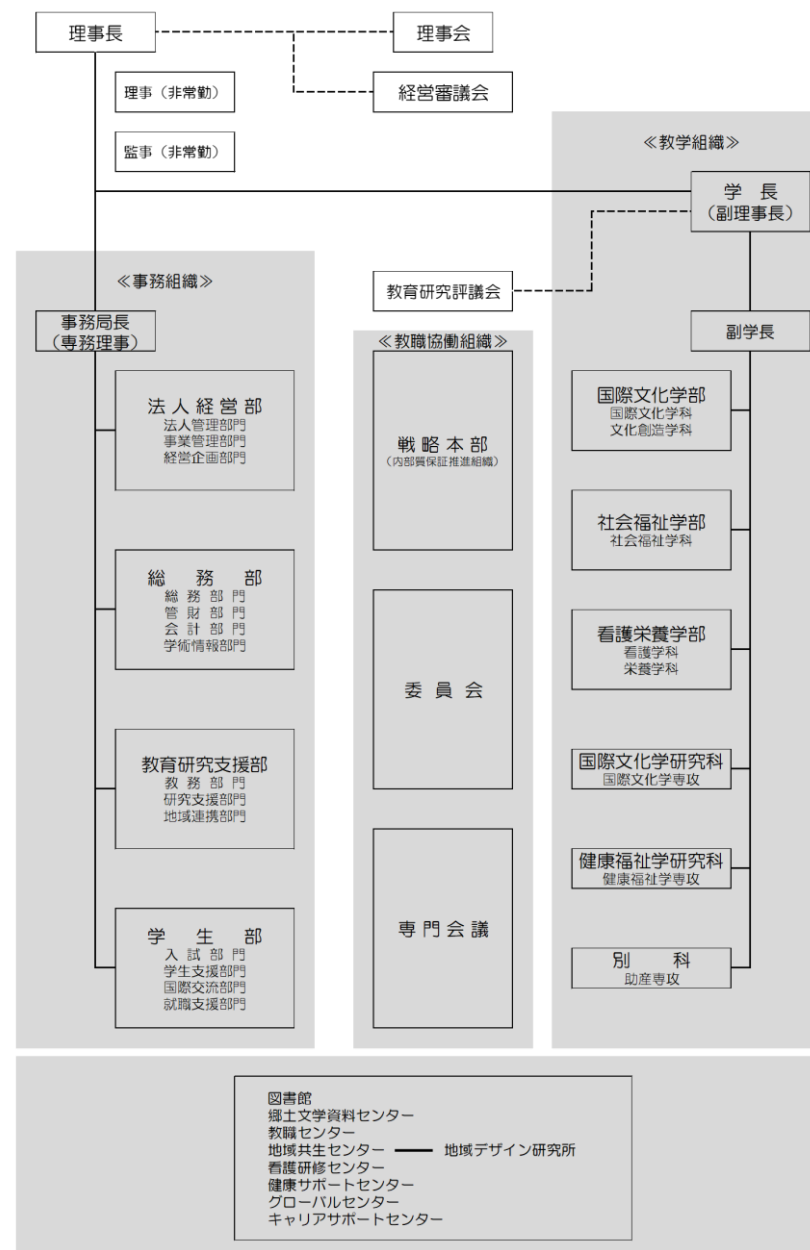 理事長
理事会
理事（非常勤）
経営審議会
監事（非常勤）
≪教学組織≫
学 長
（副理事長）
教育研究評議会
≪事務組織≫
事務局長
（専務理事）
法 人 経 営 部
法人管理部門
事業管理部門
経営企画部門
総 務 部
総 務 部 門
管 財 部 門
会 計 部 門
学術情報部門
教育研究支援部
教 務 部 門
研究支援部門
地域連携部門
学 生 部
入 試 部 門
学生支援部門
国際交流部門
就職支援部門
≪教職協働組織≫
戦 略 本 部
（内部質保証推進組織）
委 員 会
専 門 会 議
副学長
国際文化学部
国際文化学科
文化創造学科
社会福祉学部
社会福祉学科
看護栄養学部
看護学科
栄養学科
国際文化学研究科
国際文化学専攻
健康福祉学研究科
健康福祉学専攻
別 科
助産専攻
図書館
郷土文学資料センター
教職センター
地域共生センター ―― 地域デザイン研究所
看護研修センター
健康サポートセンター
グローバルセンター
キャリアサポートセンター